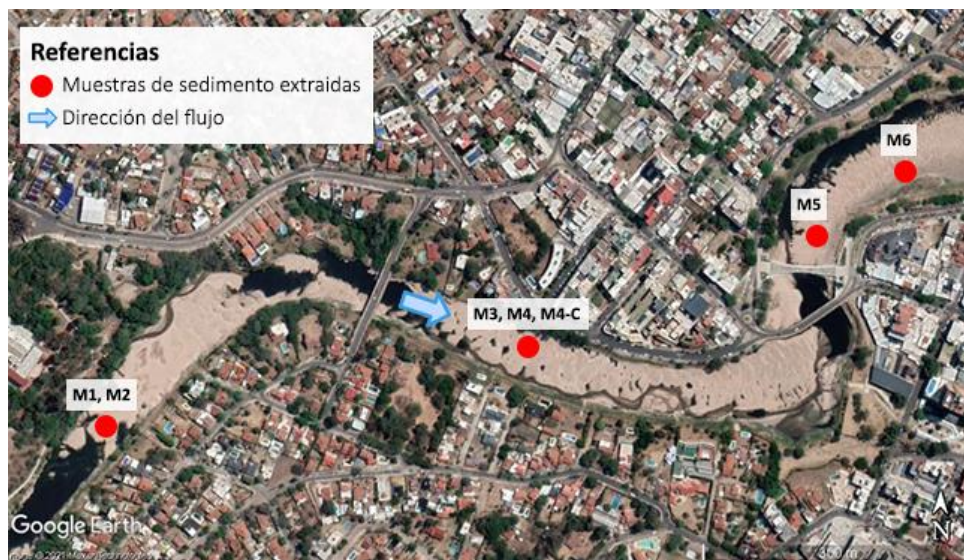 Referencias
Muestras de sedimento extraidas
Dirección del flujo
M6
M5
M3, M4, M4-C
M1, M2
Google Earth
N